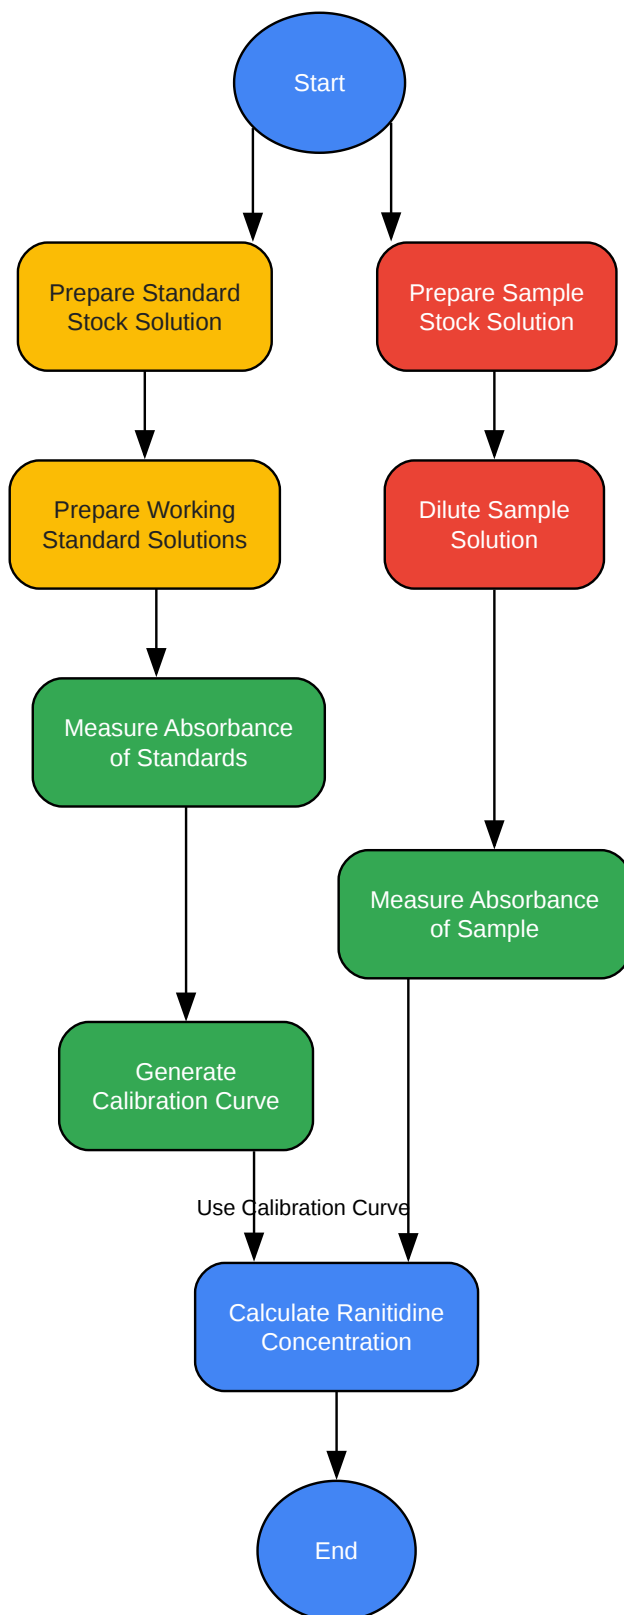 Start
Prepare Standard
Stock Solution
Prepare Sample
Stock Solution
Prepare Working
Standard Solutions
Dilute Sample
Solution
Measure Absorbance
of Standards
Measure Absorbance
of Sample
Generate
Calibration Curve
Use Calibration Curve
Calculate Ranitidine
Concentration
End